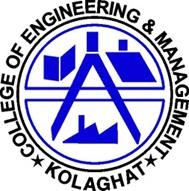 COLLEGE OF ENGINEERING & MANAGEMENT
KOLAGHAT